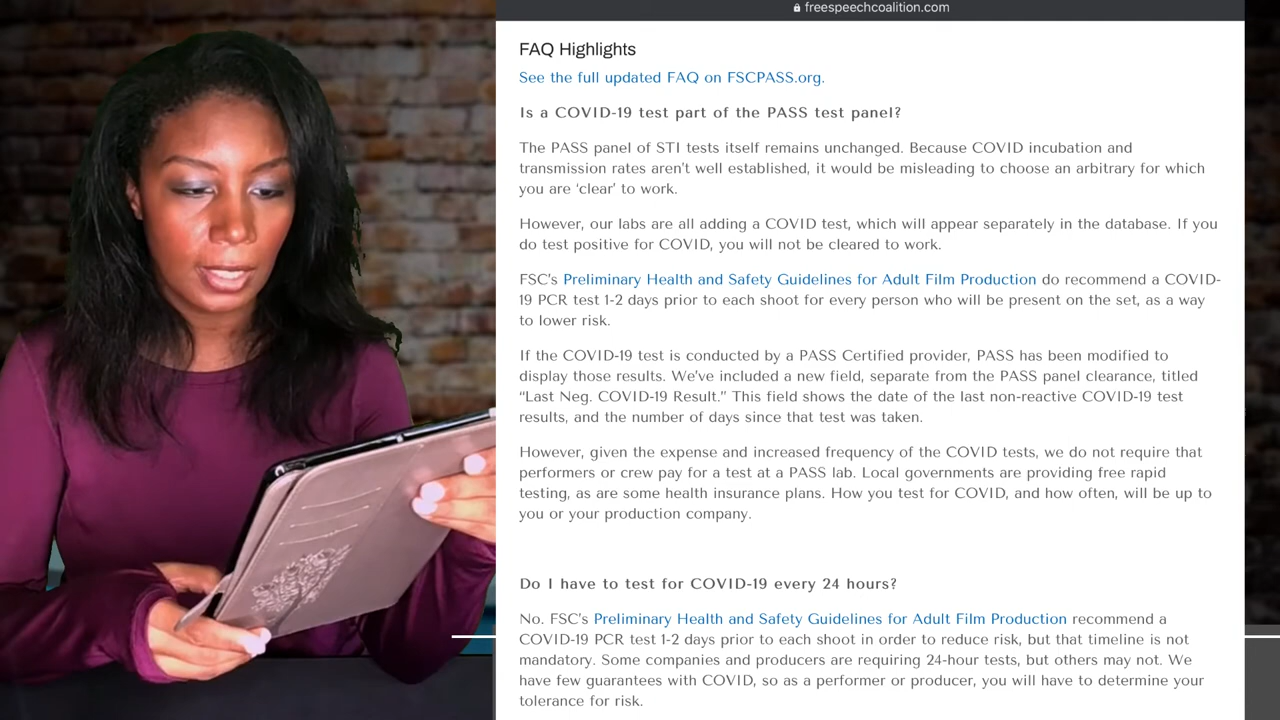 freespeechcoalition.com
FAQ Highlights
See the full updated FAQ on FSCPASS.org.
Is a COVID-19 test part of the PASS test panel?
The PASS panel of STI tests itself remains unchanged. Because COVID incubation and
transmission rates aren’t well established, it would be misleading to choose an arbitrary for which
you are ‘clear’ to work.
However, our labs are all adding a COVID test, which will appear separately in the database. If you
do test positive for COVID, you will not be cleared to work.
FSC’s Preliminary Health and Safety Guidelines for Adult Film Production do recommend a COVID-
19 PCR test 1-2 days prior to each shoot for every person who will be present on the set, as a way
to lower risk.
If the COVID-19 test is conducted by a PASS Certified provider, PASS has been modified to
display those results. We’ve included a new field, separate from the PASS panel clearance, titled
“Last Neg. COVID-19 Result.” This field shows the date of the last non-reactive COVID-19 test
results, and the number of days since that test was taken.
However, given the expense and increased frequency of the COVID tests, we do not require that
performers or crew pay for a test at a PASS lab. Local governments are providing free rapid
testing, as are some health insurance plans. How you test for COVID, and how often, will be up to
you or your production company.
Do I have to test for COVID-19 every 24 hours?
No. FSC’s Preliminary Health and Safety Guidelines for Adult Film Production recommend a
COVID-19 PCR test 1-2 days prior to each shoot in order to reduce risk, but that timeline is not
mandatory. Some companies and producers are requiring 24-hour tests, but others may not. We
have few guarantees with COVID, so as a performer or producer, you will have to determine your
tolerance for risk.